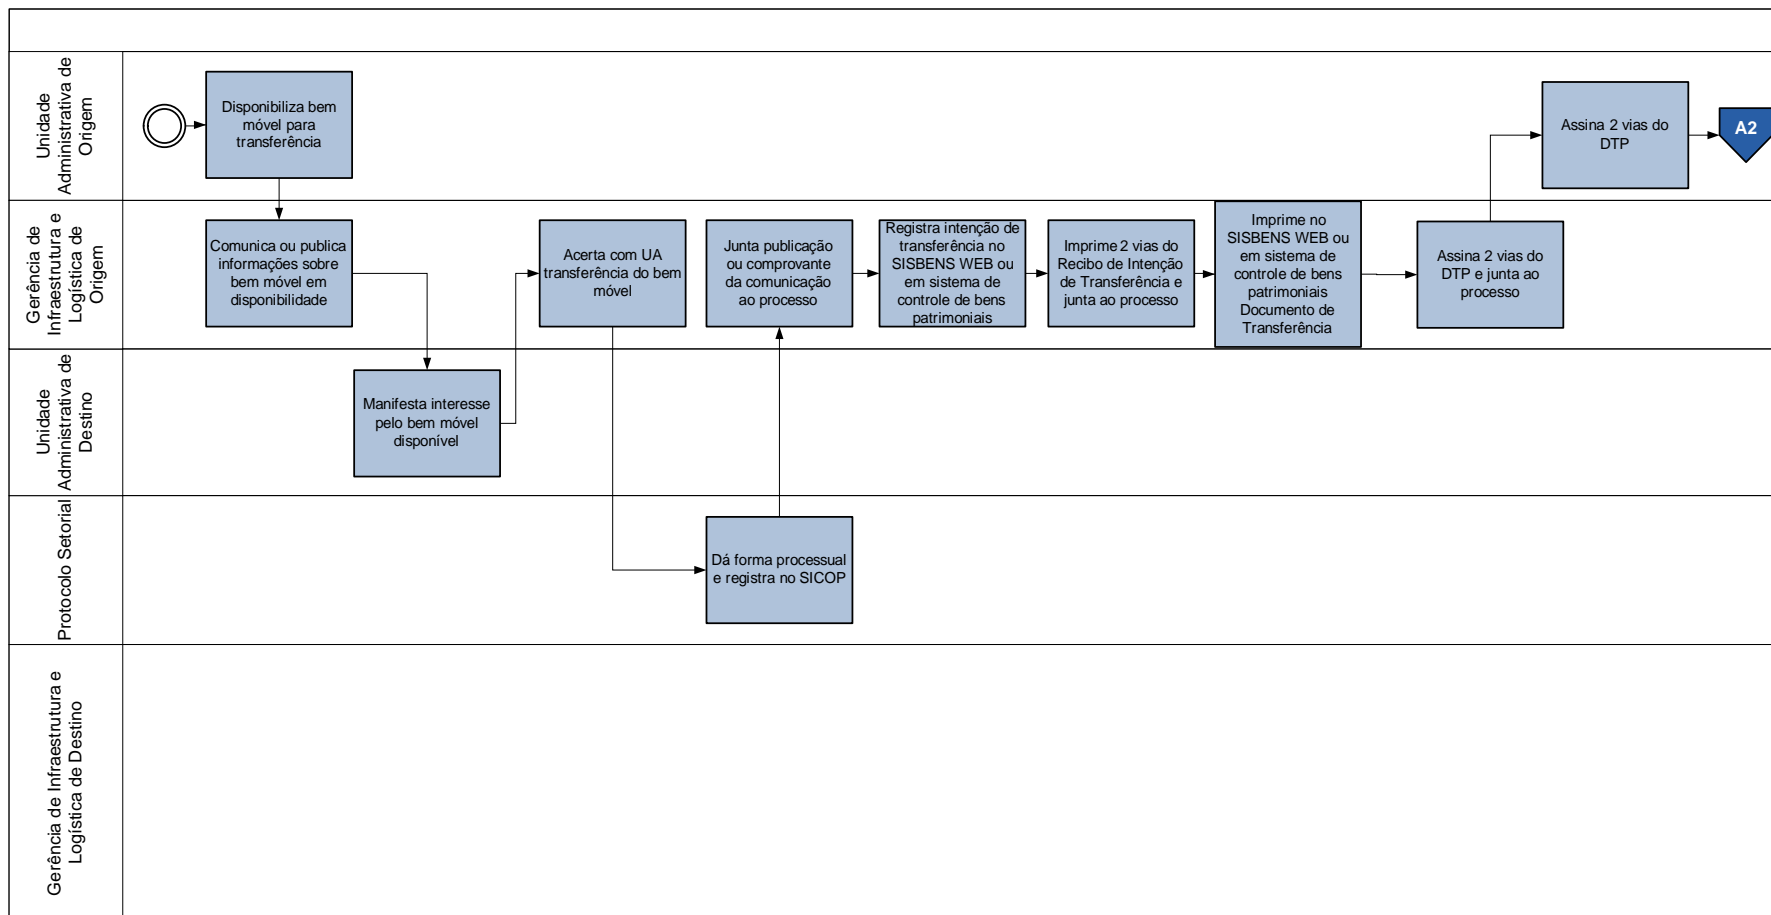 Unidade
Administrativa de
Origem
Disponibiliza bem
móvel para
transferência
Assina 2 vias do
DTP
A2
Gerência de
Infraestrutura e
Logística de
Origem
Comunica ou publica
informações sobre
bem móvel em
disponibilidade
Acerta com UA
transferência do bem
móvel
Junta publicação
ou comprovante
da comunicação
ao processo
Registra intenção de
transferência no
SISBENS WEB ou
em sistema de
controle de bens
patrimoniais
Imprime 2 vias do
Recibo de Intenção
de Transferência e
junta ao processo
Imprime no
SISBENS WEB ou
em sistema de
controle de bens
patrimoniais
Documento de
Transferência
Assina 2 vias do
DTP e junta ao
processo
Unidade
Administrativa de
Destino
Manifesta interesse
pelo bem móvel
disponível
Protocolo Setorial
Dá forma processual
e registra no SICOP
Gerência de Infraestrutura e
Logística de Destino